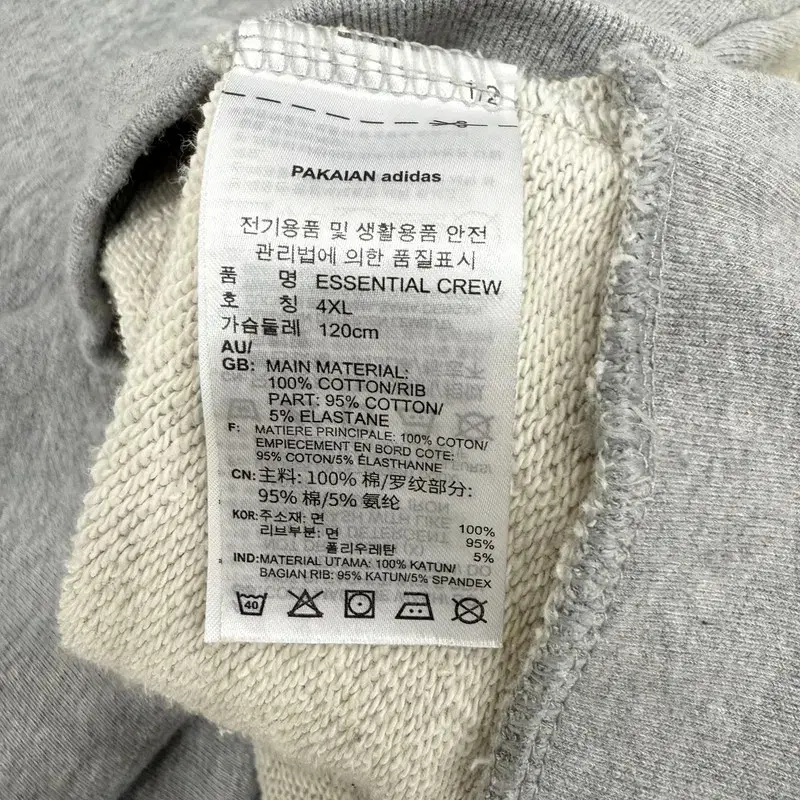 1/2
PAKAIAN adidas
전기용품 및 생활용품 안전
관리법에 의한 품질표시
품 명 ESSENTIAL CREW
호 칭 4XL
가슴둘레 120cm
AU/
GB: MAIN MATERIAL:
100% COTTON/RIB
PART: 95% COTTON/
5% ELASTANE
F: MATIERE PRINCIPALE: 100% COTON/
EMPIECEMENT EN BORD COTE:
95% COTON/5% ÉLASTHANNE
CN: 主料: 100% 棉/罗纹部分:
95% 棉/5% 氨纶
KOR: 주소재: 면 100%
리브부분: 면 95%
폴리우레탄 5%
IND: MATERIAL UTAMA: 100% KATUN/
BAGIAN RIB: 95% KATUN/5% SPANDEX
40